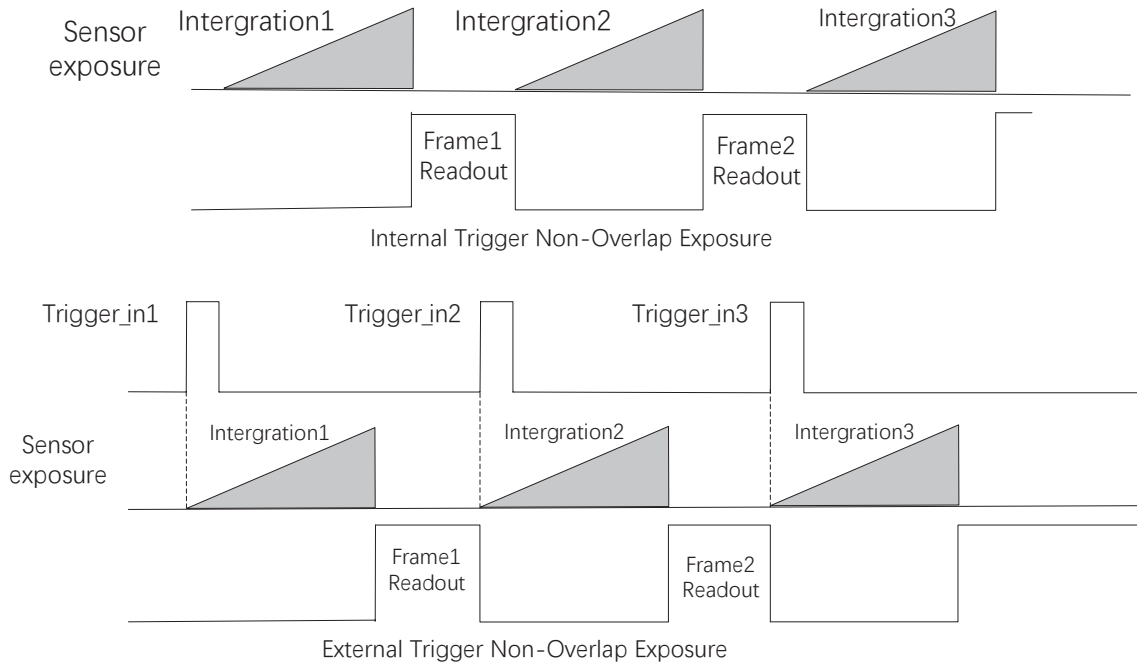 Sensor
exposure
Intergration1
Intergration2
Intergration3
Frame1
Readout
Frame2
Readout
Internal Trigger Non-Overlap Exposure
Trigger_in1
Trigger_in2
Trigger_in3
Sensor
exposure
Intergration1
Intergration2
Intergration3
Frame1
Readout
Frame2
Readout
External Trigger Non-Overlap Exposure